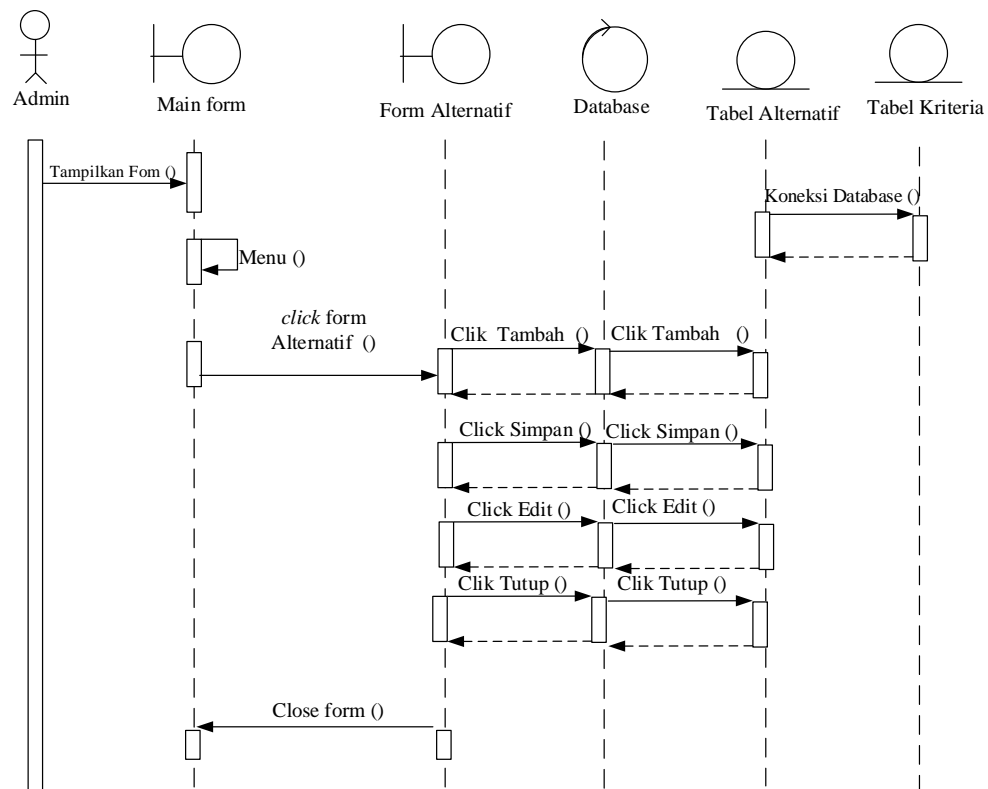 Admin
Main form
Form Alternatif
Database
Tabel Alternatif
Tabel Kriteria
Tampilkan Fom ()
Koneksi Database ()
Menu ()
click form
Alternatif ()
Clik Tambah ()
Clik Tambah ()
Click Simpan ()
Click Simpan ()
Click Edit ()
Click Edit ()
Clik Tutup ()
Clik Tutup ()
Close form ()